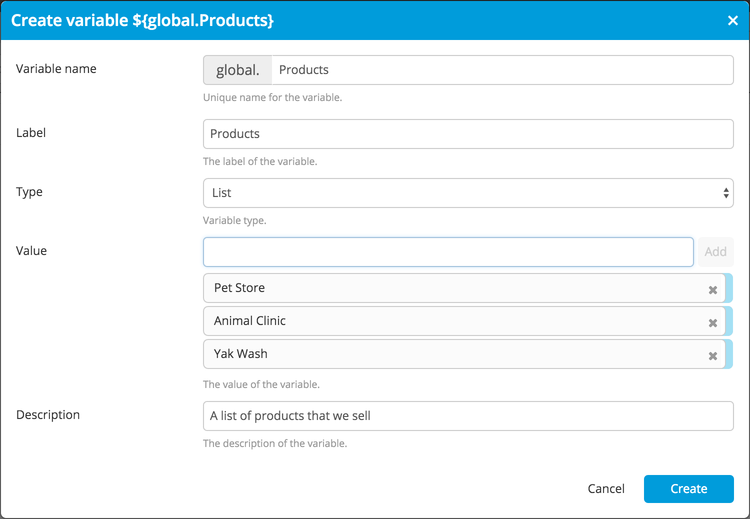 Create variable ${global.Products}
Variable name
global. Products
Unique name for the variable.
Label
Products
The label of the variable.
Type
List
Variable type.
Value
Add
Pet Store
Animal Clinic
Yak Wash
The value of the variable.
Description
A list of products that we sell
The description of the variable.
Cancel
Create